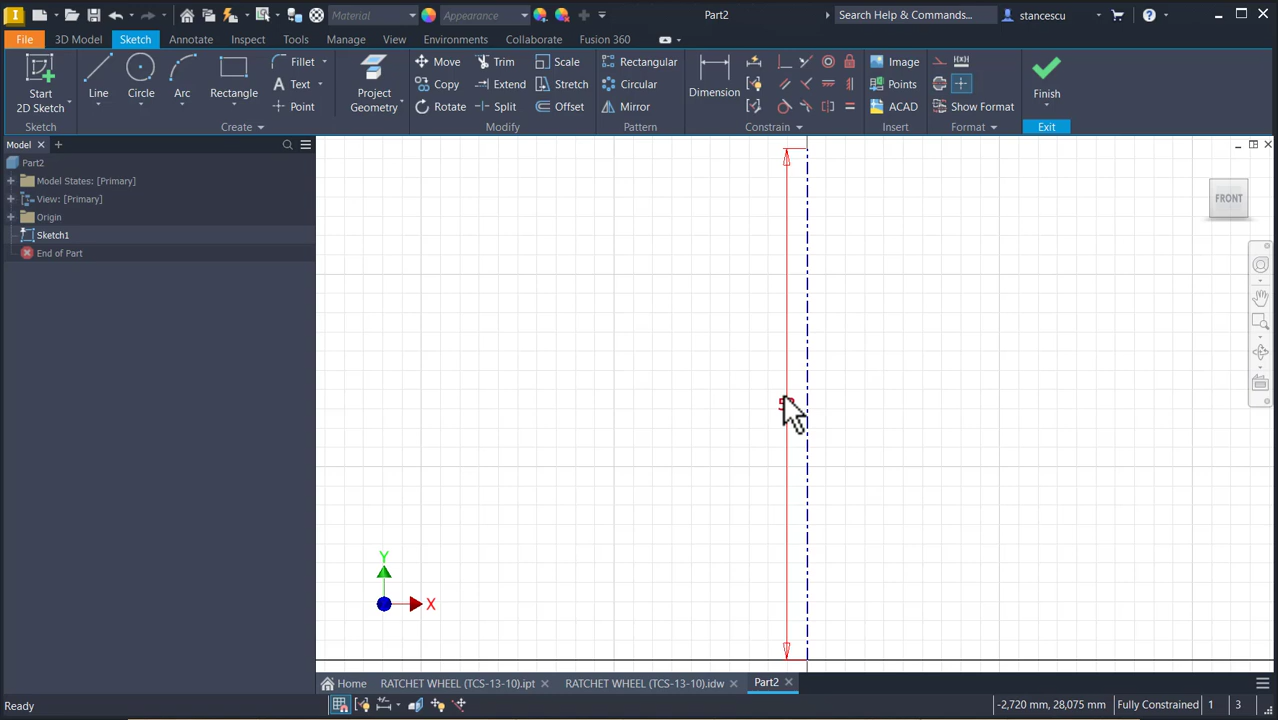 Material
Appearance
Part2
Search Help & Commands...
stancescu
File
3D Model
Sketch
Annotate
Inspect
Tools
Manage
View
Environments
Collaborate
Fusion 360
Start
2D Sketch
Line
Circle
Arc
Rectangle
Fillet
Text
Point
Project
Geometry
Move
Copy
Rotate
Trim
Extend
Split
Scale
Stretch
Offset
Rectangular
Circular
Mirror
Dimension
Image
Points
ACAD
Show Format
Finish
Sketch
Create
Modify
Pattern
Constrain
Insert
Format
Exit
Model
Part2
Model States: [Primary]
View: [Primary]
Origin
Sketch1
End of Part
FRONT
Y
X
Home
RATCHET WHEEL (TCS-13-10).ipt
RATCHET WHEEL (TCS-13-10).idw
Part2
Ready
-2,720 mm, 28,075 mm
Fully Constrained
1
3